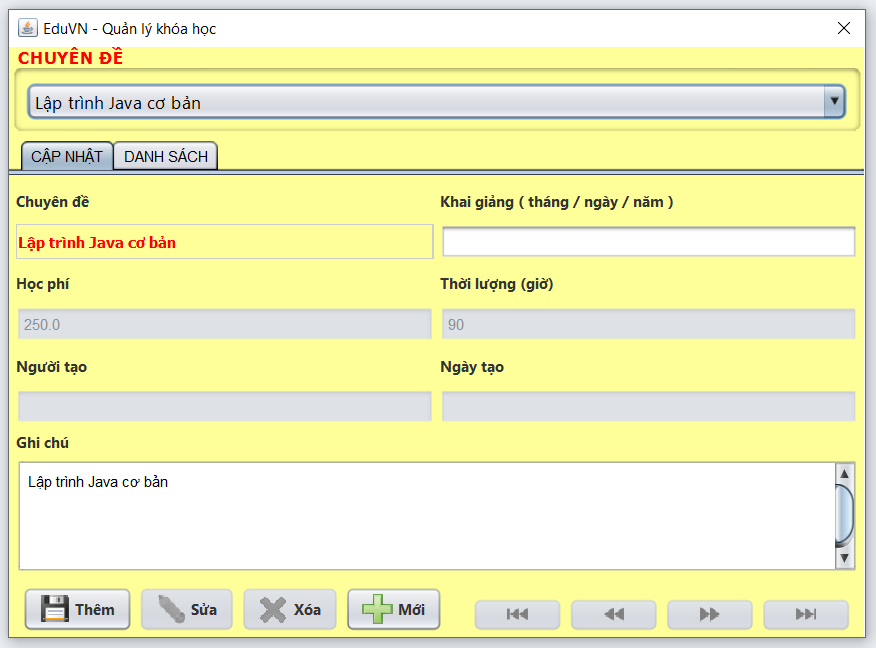 EduVN - Quản lý khóa học
CHUYÊN ĐỀ
Lập trình Java cơ bản
CẬP NHẬT DANH SÁCH
Chuyên đề Khai giảng ( tháng / ngày / năm )
Lập trình Java cơ bản
Học phí Thời lượng (giờ)
250.0 90
Người tạo Ngày tạo
Ghi chú
Lập trình Java cơ bản
Thêm Sửa Xóa Mới